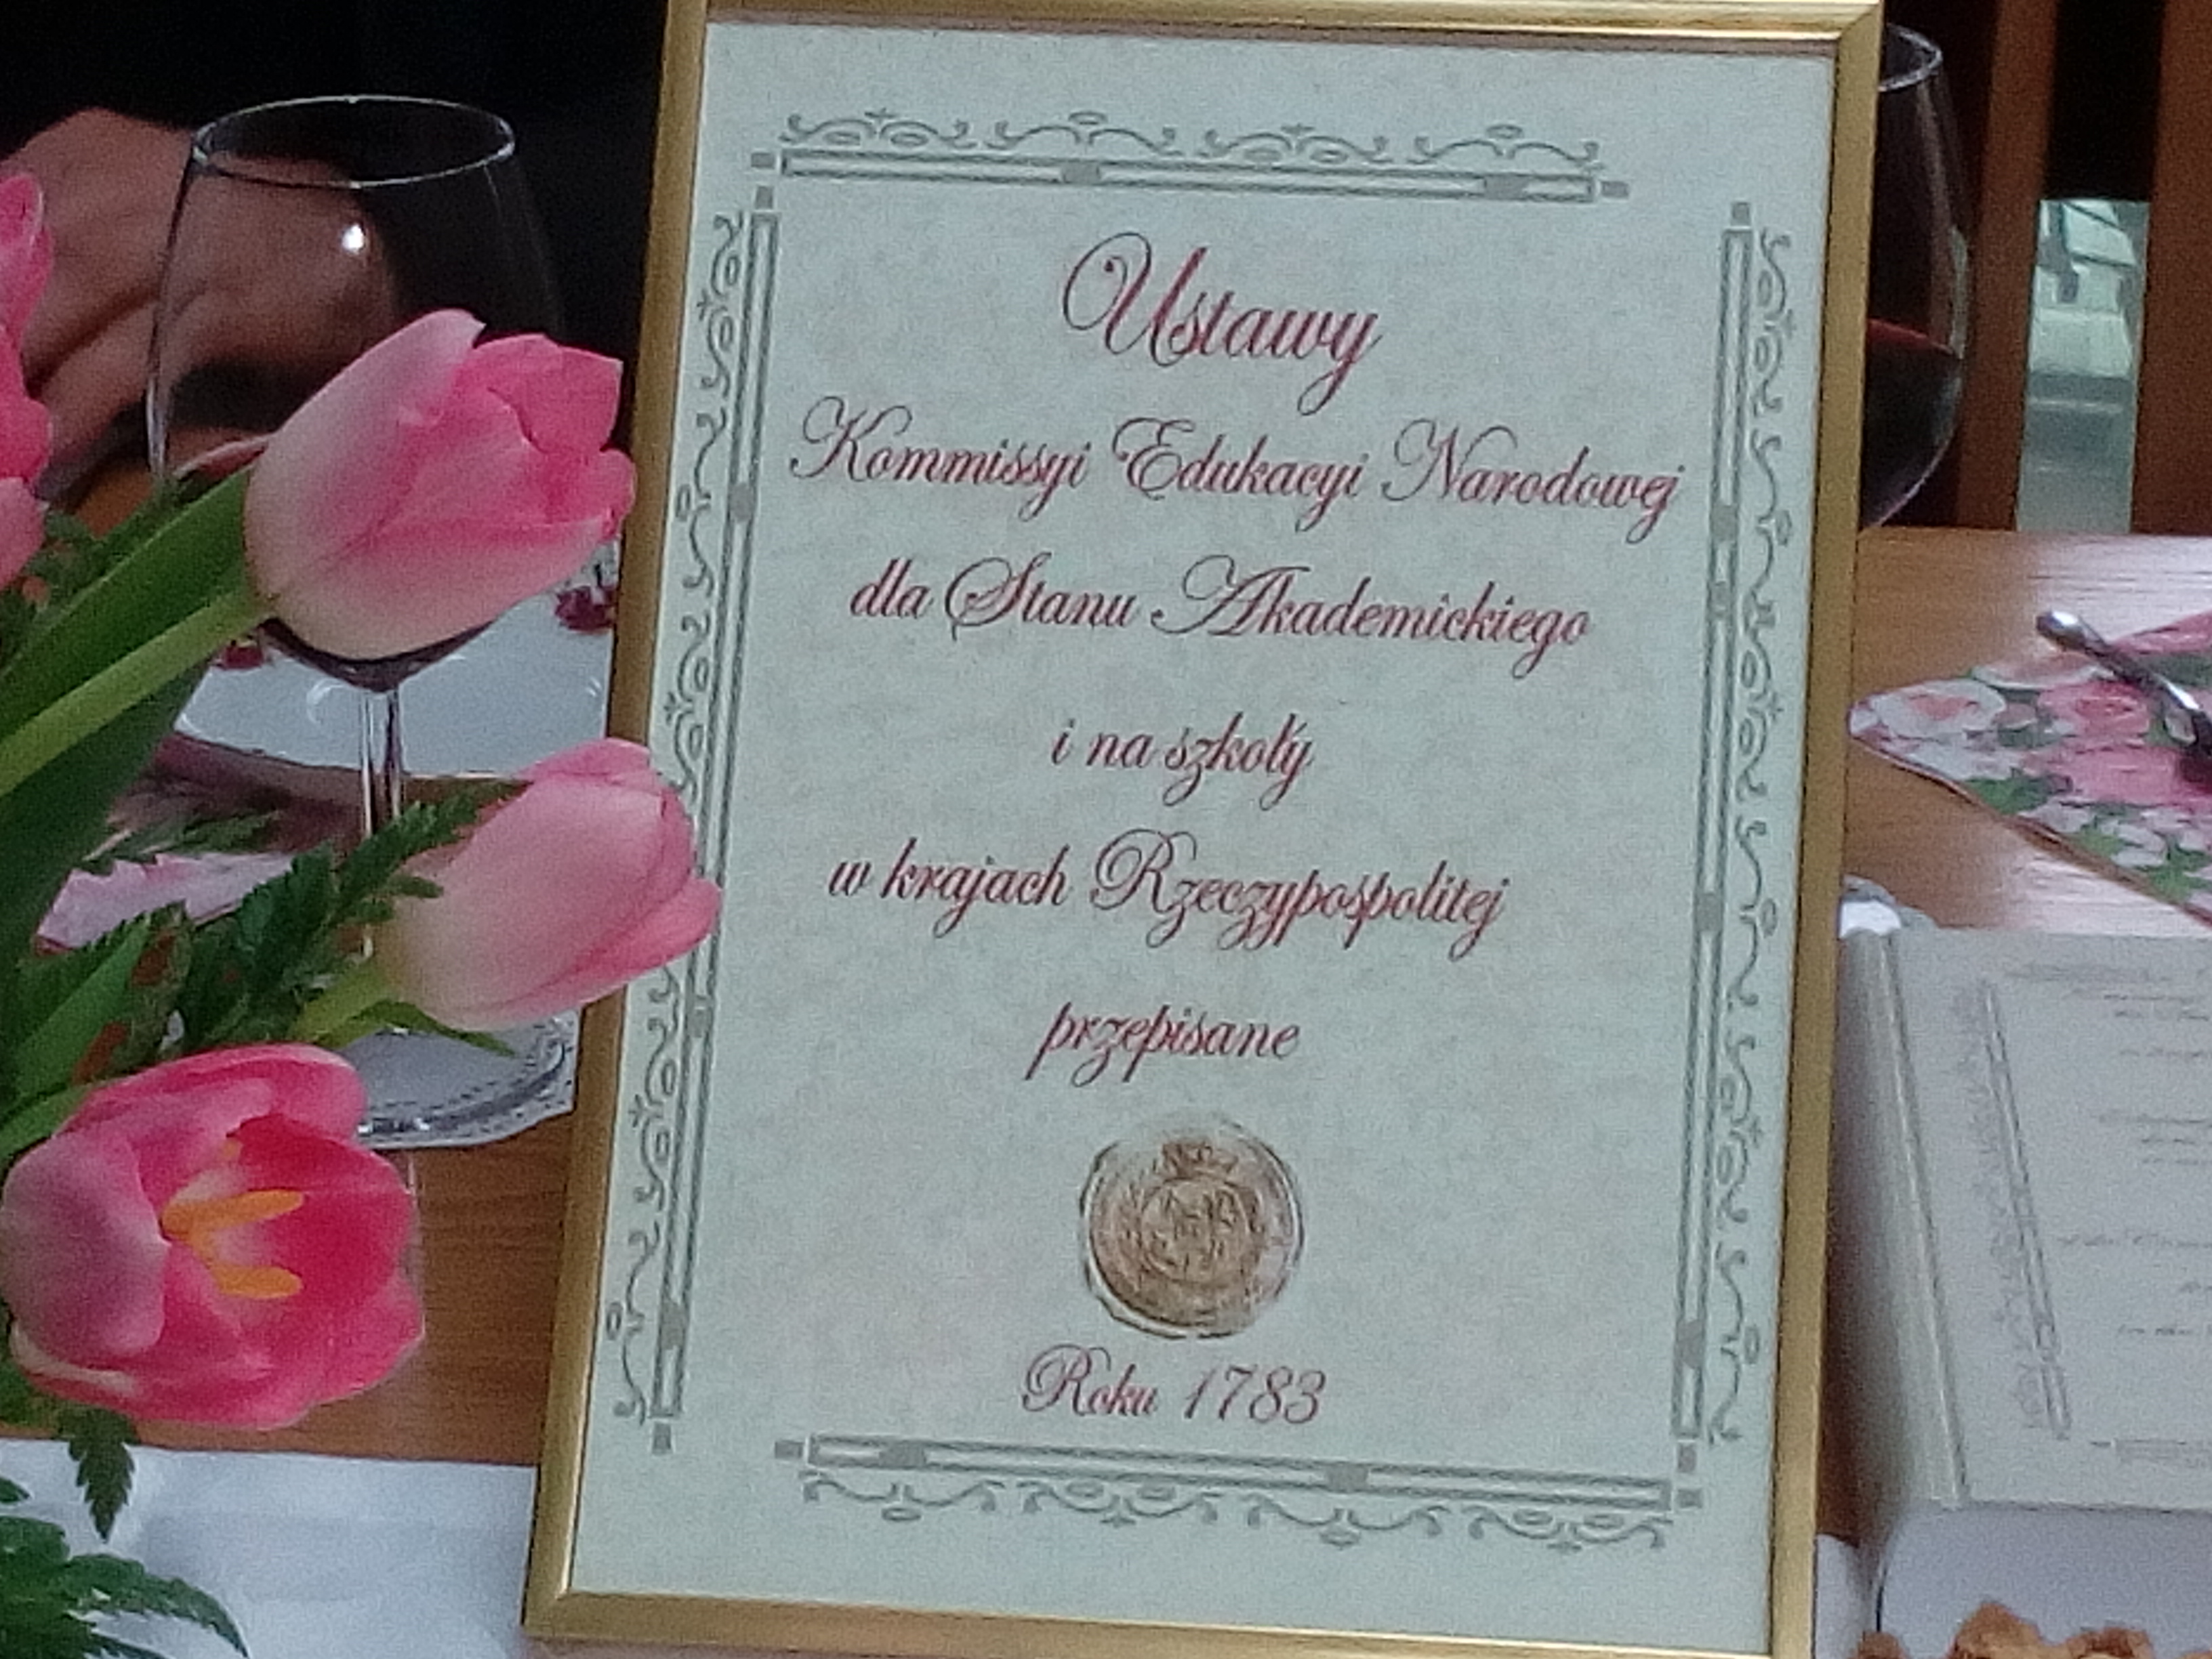 Ustawy
Kommissyi Edukacyi Narodowej
dla Stanu Akademickiego
i na szkoły
w krajach Rzeczypospolitej
przepisane
Roku 1783